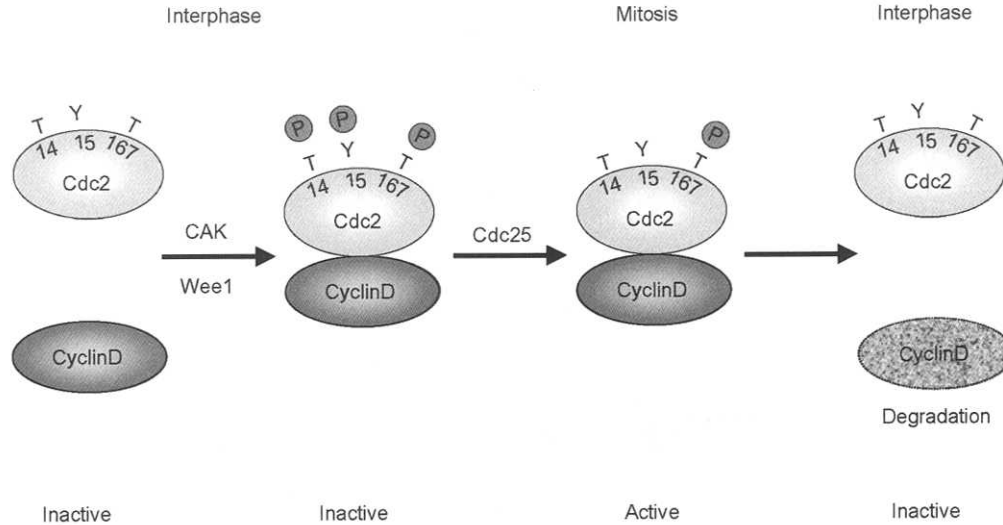 Interphase Mitosis Interphase
P P P P
T Y T T Y T T Y T T Y T
14 15 167 14 15 167 14 15 167 14 15 167
Cdc2 Cdc2 Cdc2 Cdc2
CAK Cdc25
Wee1
CyclinD CyclinD CyclinD CyclinD
Degradation
Inactive Inactive Active Inactive